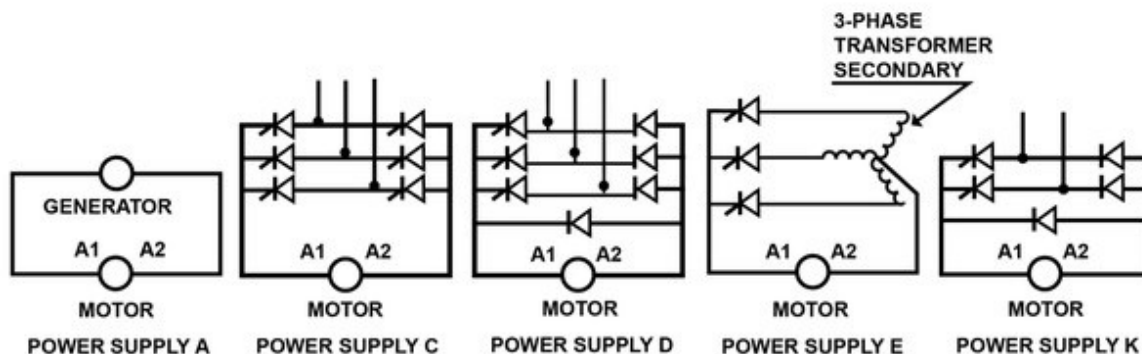 3-PHASE
TRANSFORMER
SECONDARY
GENERATOR
A1 A2
MOTOR
POWER SUPPLY A
A1 A2
MOTOR
POWER SUPPLY C
A1 A2
MOTOR
POWER SUPPLY D
A1 A2
MOTOR
POWER SUPPLY E
A1 A2
MOTOR
POWER SUPPLY K